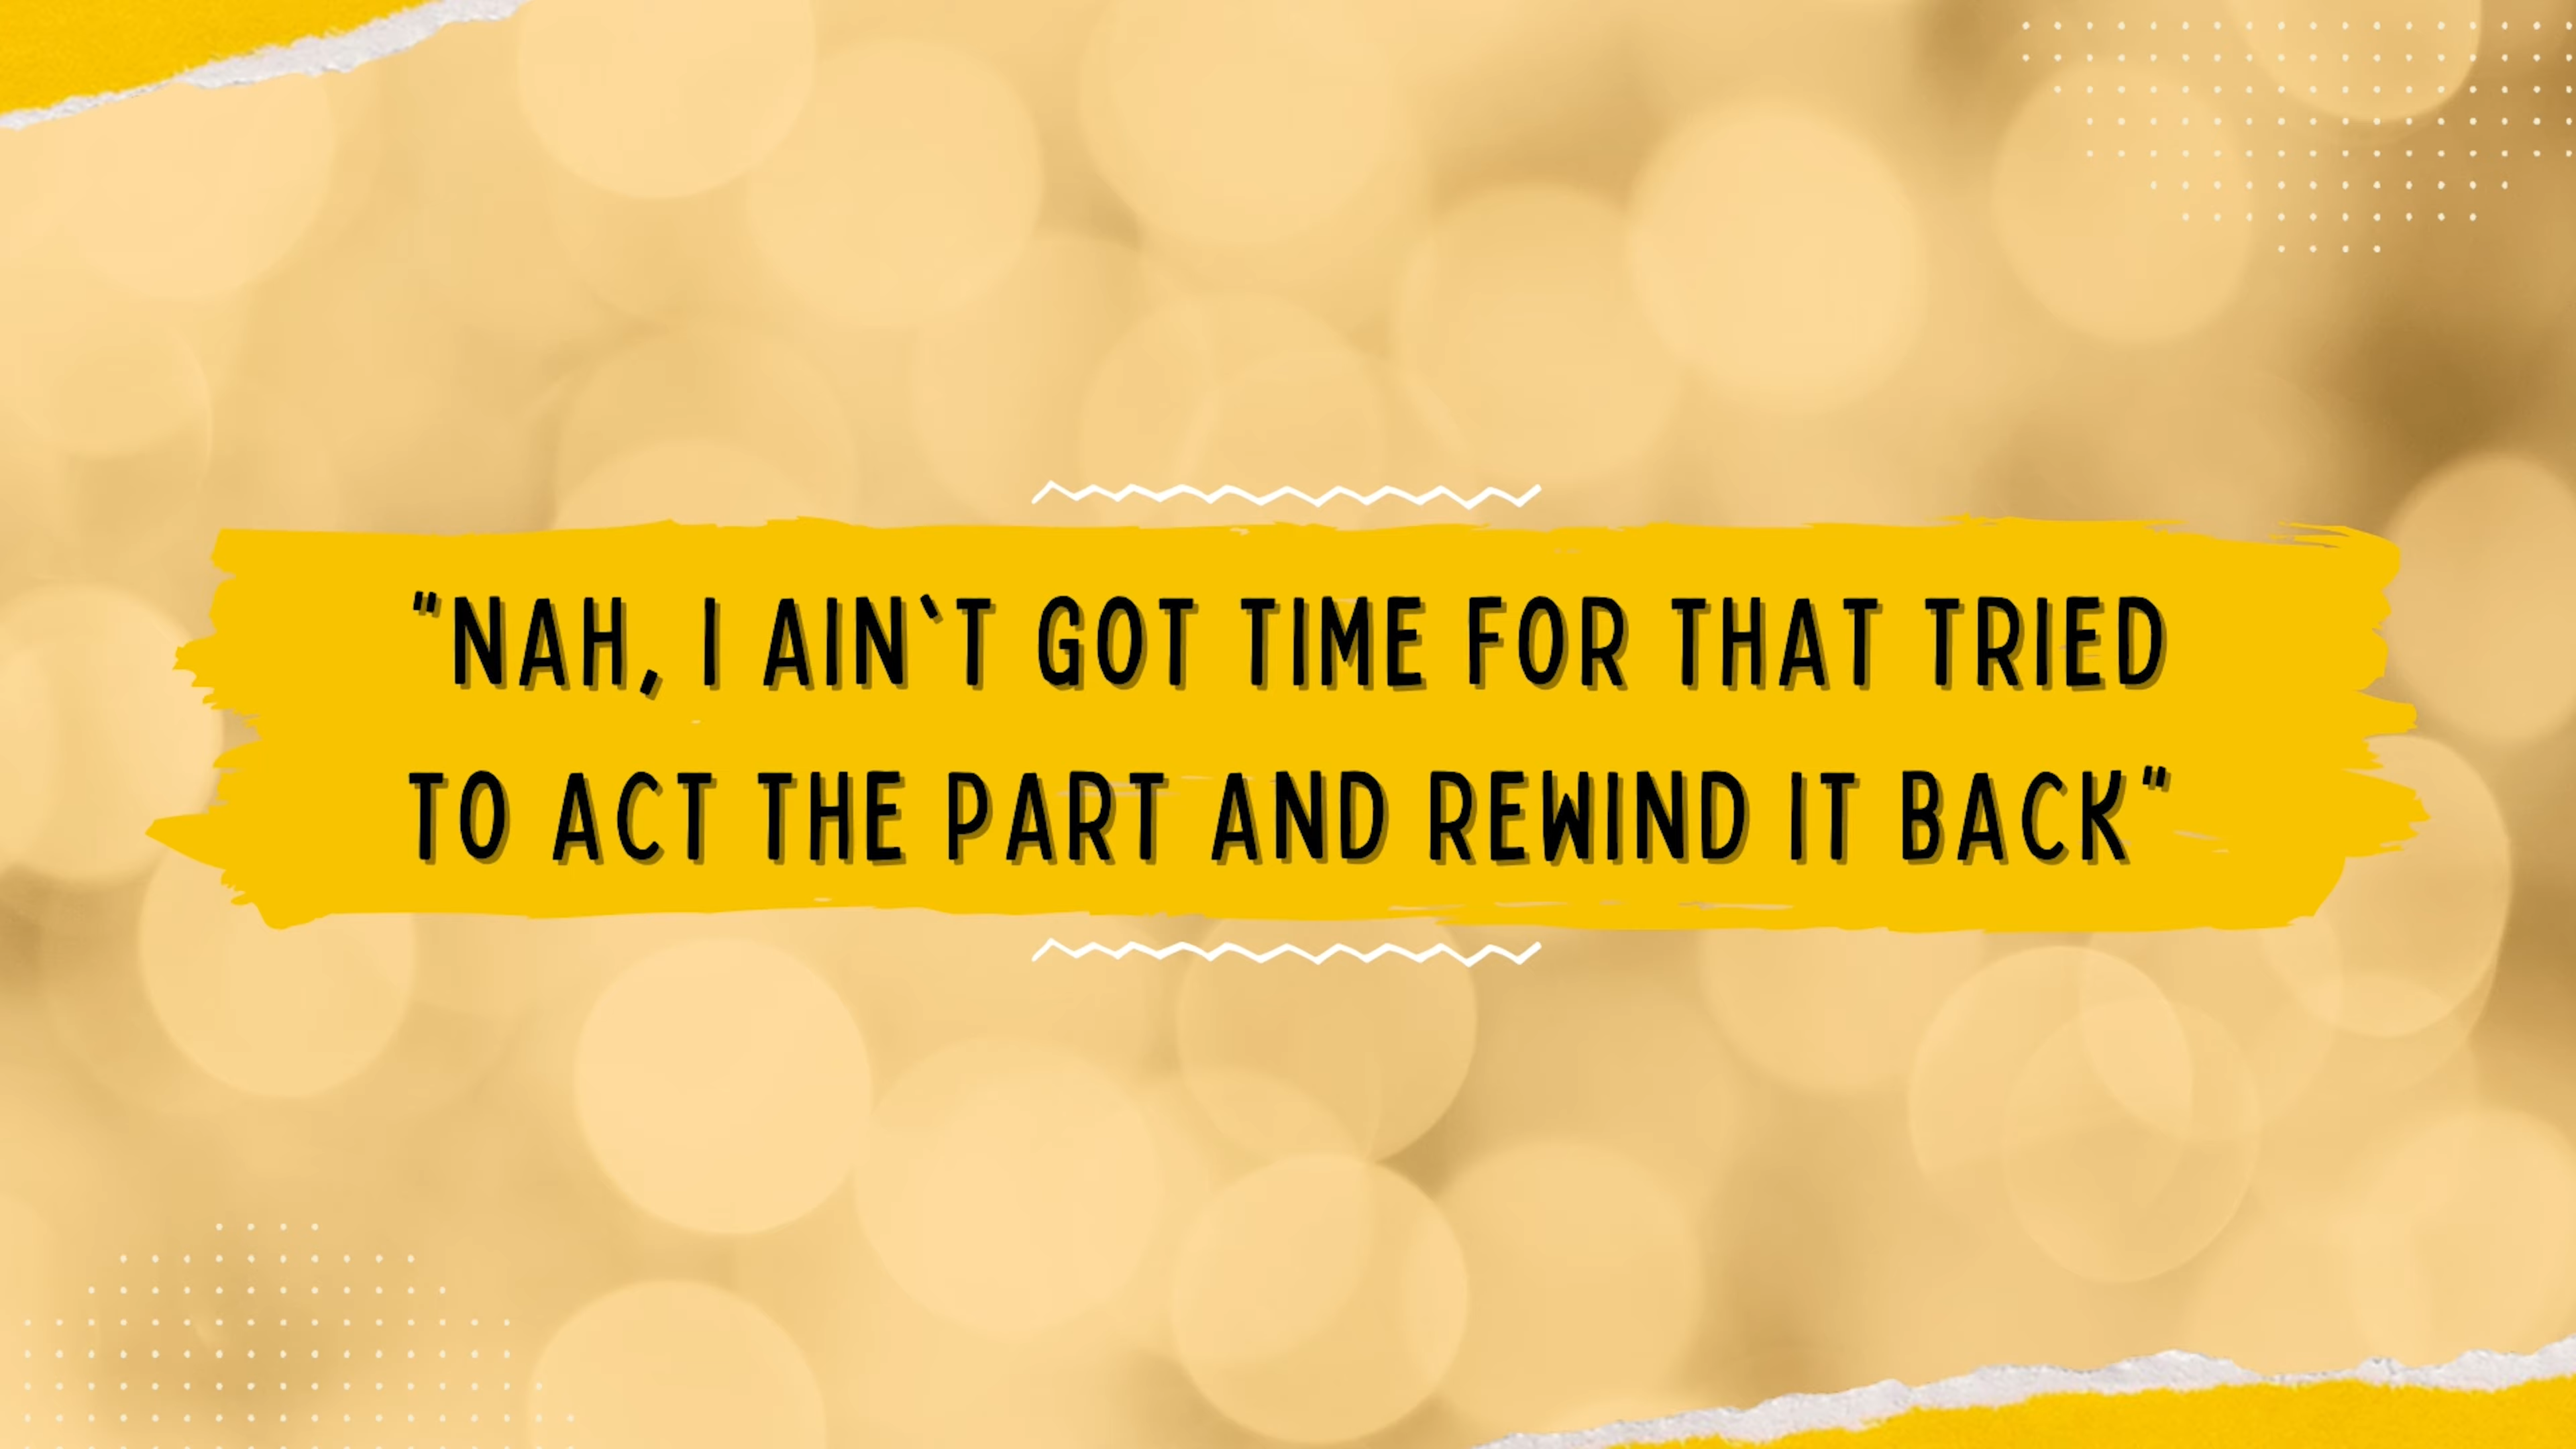 "NAH, I AIN`T GOT TIME FOR THAT TRIED
TO ACT THE PART AND REWIND IT BACK"